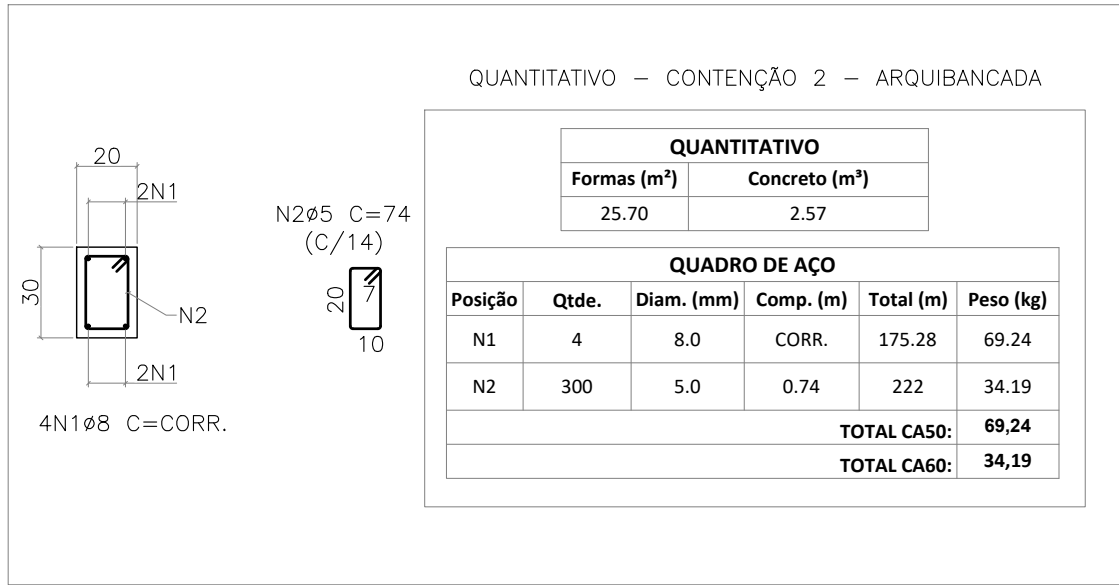 QUANTITATIVO – CONTENÇÃO 2 – ARQUIBANCADA
20
2N1
30
N2
2N1
4N1ø8 C=CORR.
N2ø5 C=74
(C/14)
20
7
10
QUANTITATIVO
Formas (m²) Concreto (m³)
25.70 2.57
QUADRO DE AÇO
Posição Qtde. Diam. (mm) Comp. (m) Total (m) Peso (kg)
N1 4 8.0 CORR. 175.28 69.24
N2 300 5.0 0.74 222 34.19
TOTAL CA50: 69,24
TOTAL CA60: 34,19